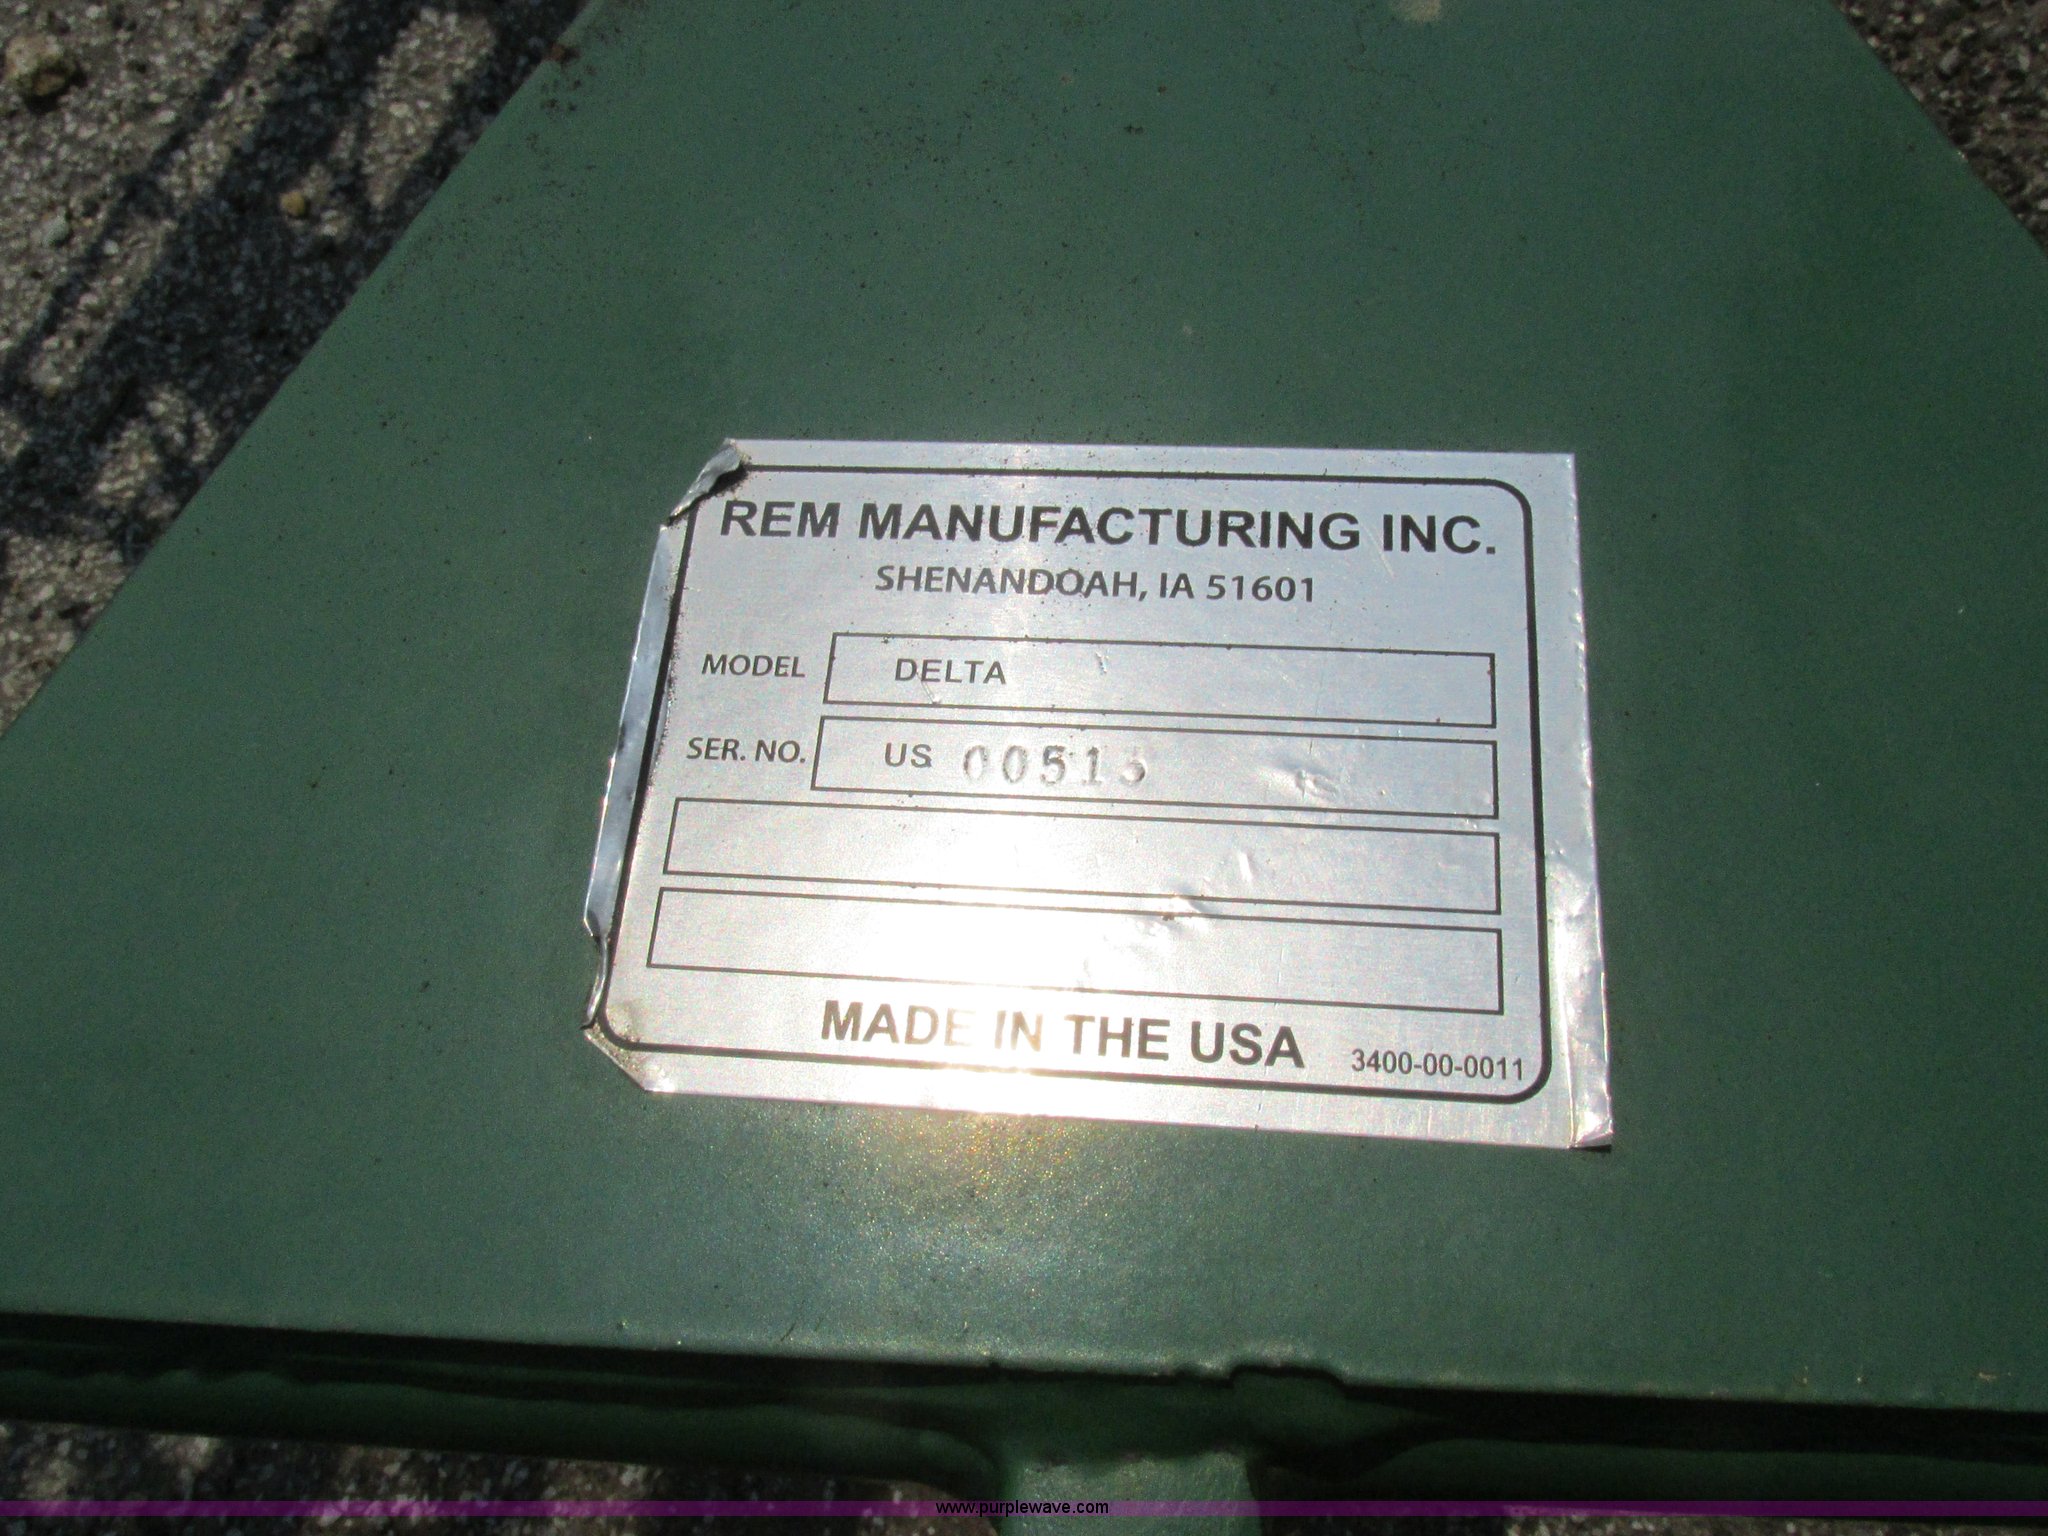 REM MANUFACTURING INC.
SHENANDOAH, IA 51601
MODEL DELTA
SER. NO. US 00513
MADE IN THE USA 3400-00-0011
www.purplewave.com